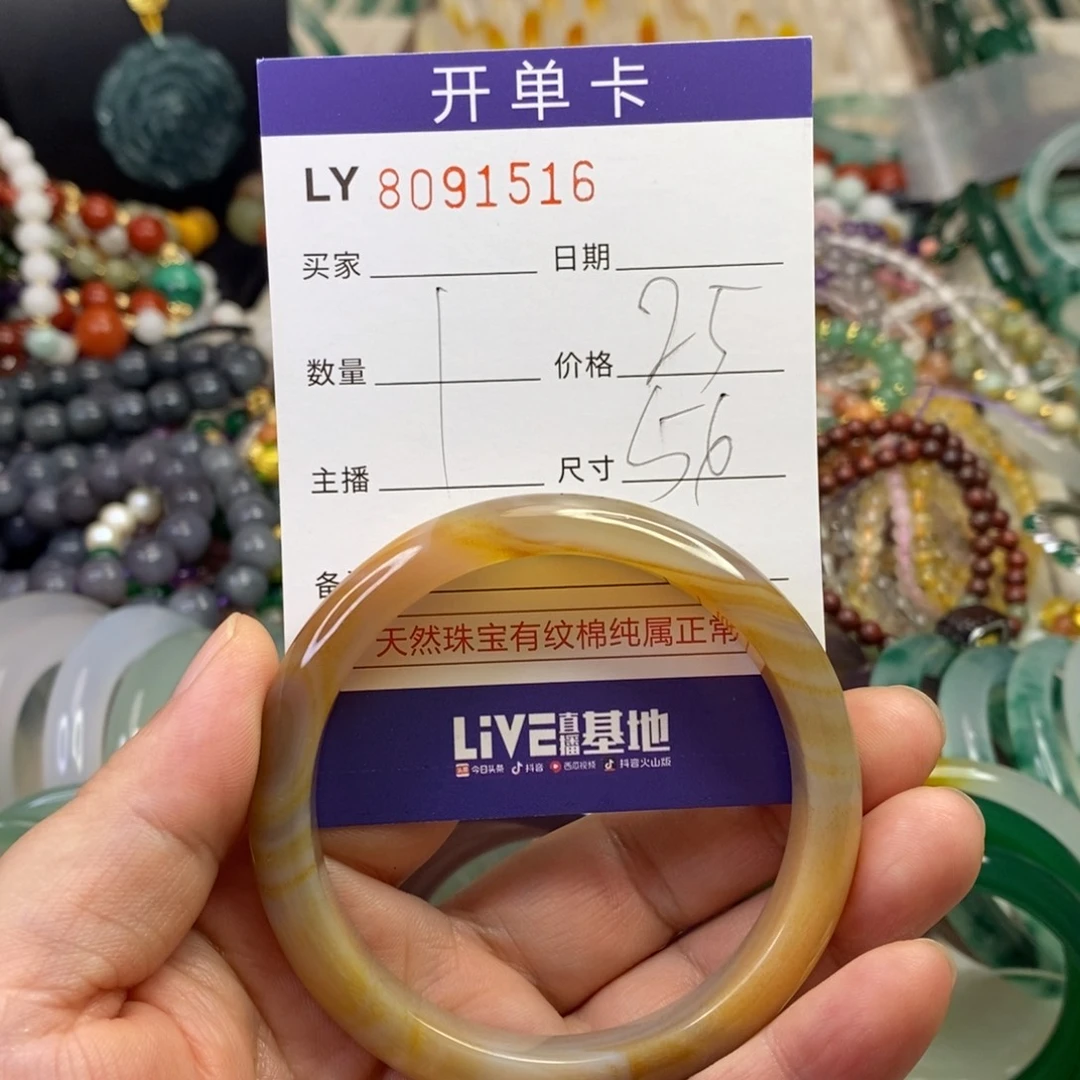 开单卡
LY 8091516
买家 日期
数量 1 价格 25
主播 尺寸 56
备
天然珠宝有纹棉纯属正常
LiVE直播基地
今日头条 抖音 西瓜视频 抖音火山版